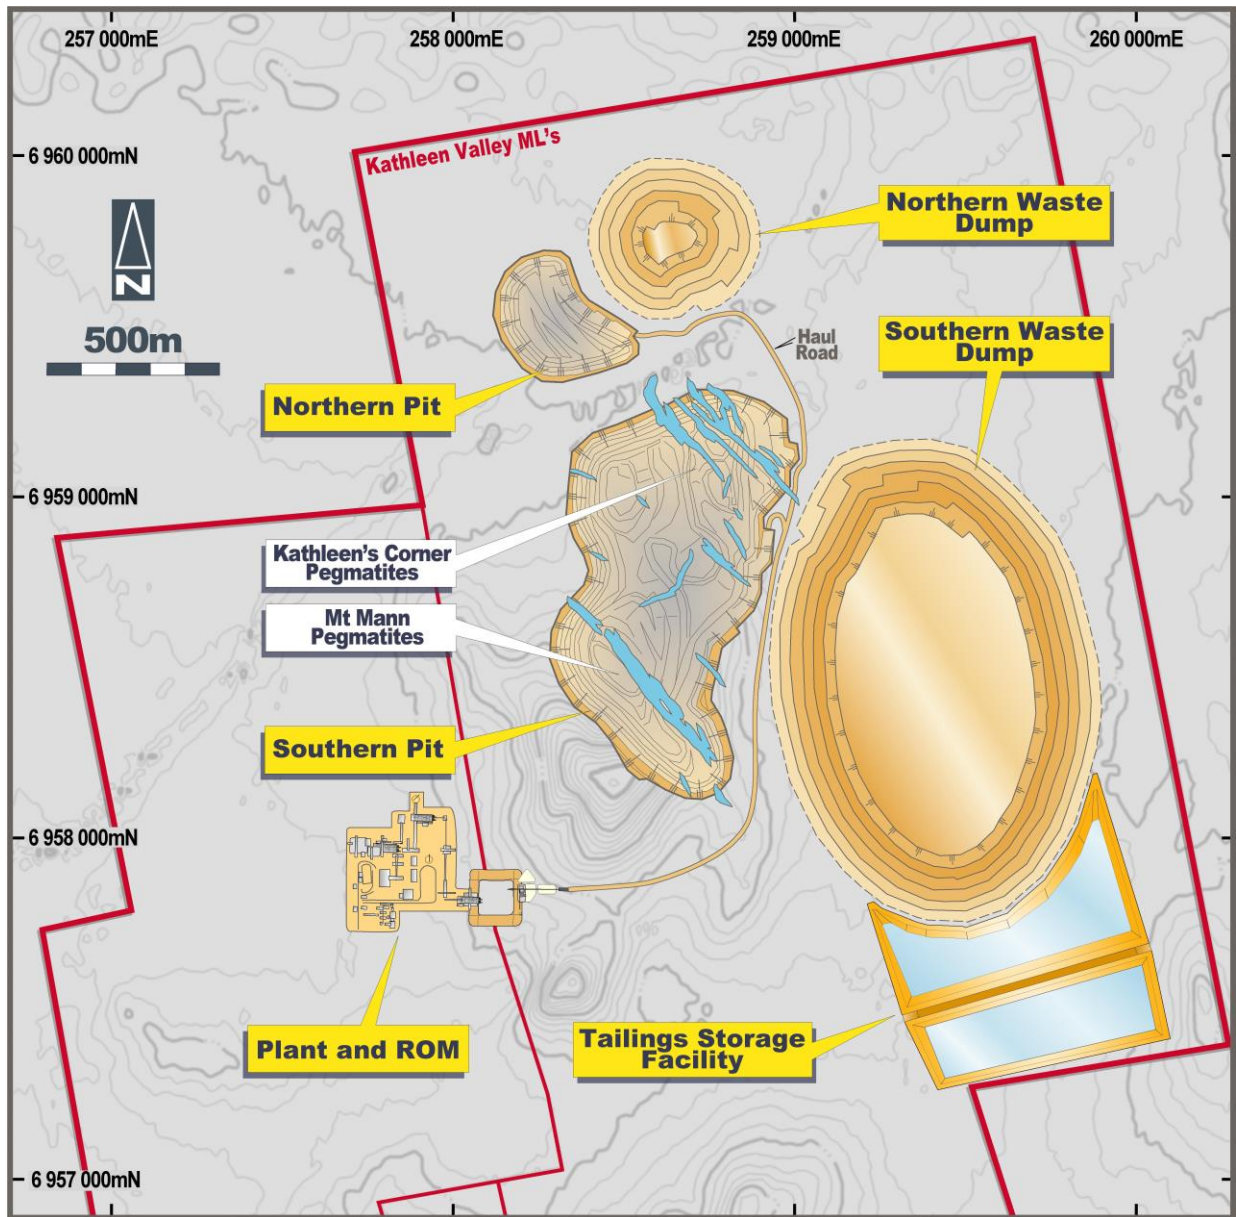 257 000mE
258 000mE
259 000mE
260 000mE
6 960 000mN
Kathleen Valley ML's
Northern Waste
Dump
N
500m
Haul
Road
Southern Waste
Dump
Northern Pit
6 959 000mN
Kathleen's Corner
Pegmatites
Mt Mann
Pegmatites
Southern Pit
6 958 000mN
Plant and ROM
Tailings Storage
Facility
6 957 000mN